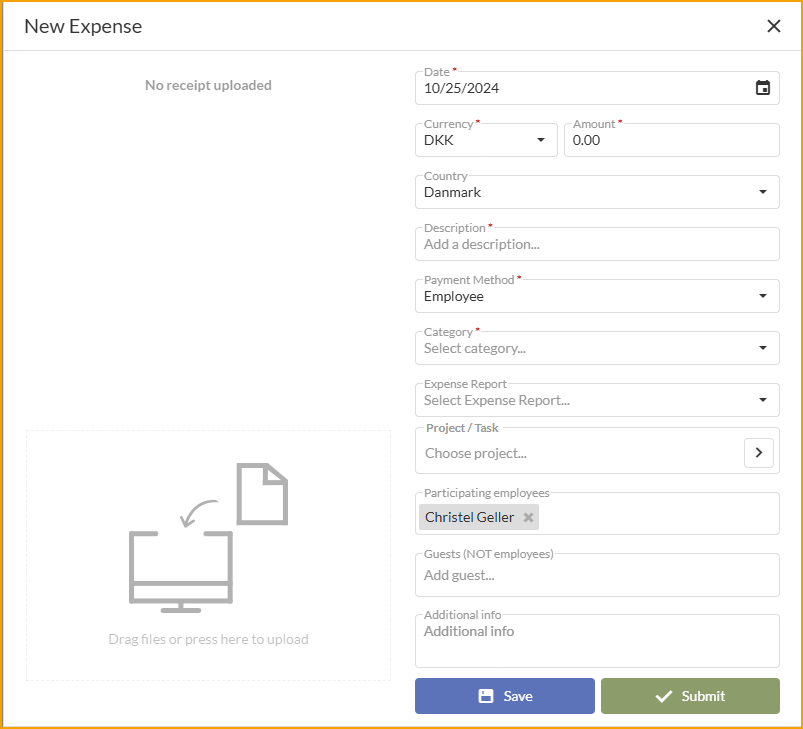 New Expense
No receipt uploaded
Drag files or press here to upload
Date *
10/25/2024
Currency * Amount *
DKK 0.00
Country
Danmark
Description *
Add a description...
Payment Method *
Employee
Category *
Select category...
Expense Report
Select Expense Report...
Project / Task
Choose project...
Participating employees
Christel Geller
Guests (NOT employees)
Add guest...
Additional info
Additional info
Save Submit